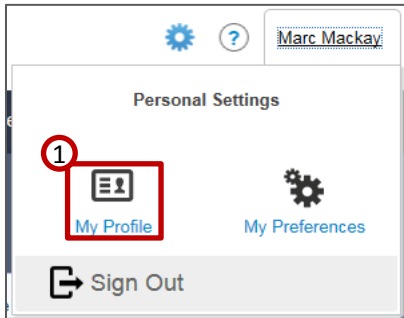 ? Marc Mackay
Personal Settings
1
My Profile My Preferences
Sign Out